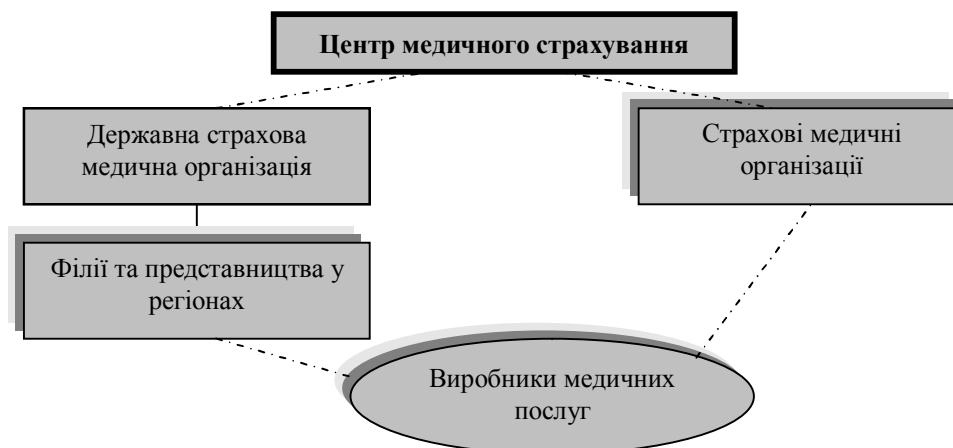 Центр медичного страхування
Державна страхова
медична організація
Страхові медичні
організації
Філії та представництва у
регіонах
Виробники медичних
послуг